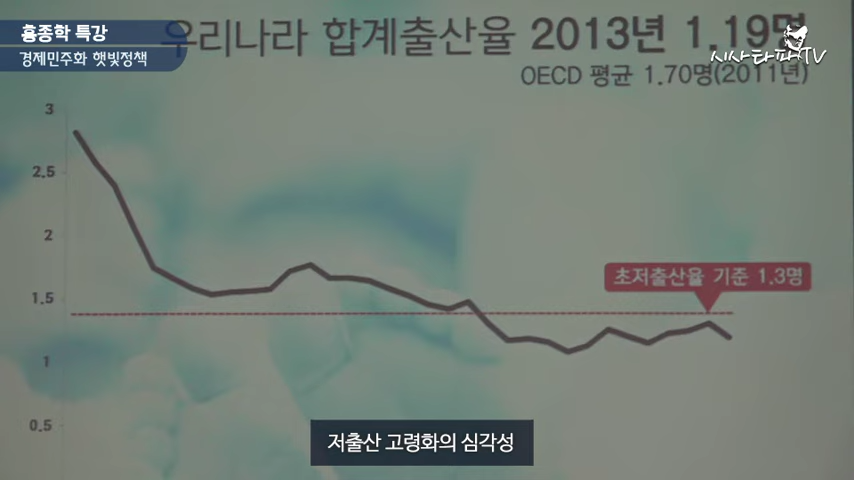 홍종학 특강
경제민주화 햇빛정책
우리나라 합계출산율 2013년 1.19명
OECD 평균 1.70명(2011년)
시사타파TV
3
2.5
2
1.5
1
0.5
초저출산율 기준 1.3명
저출산 고령화의 심각성